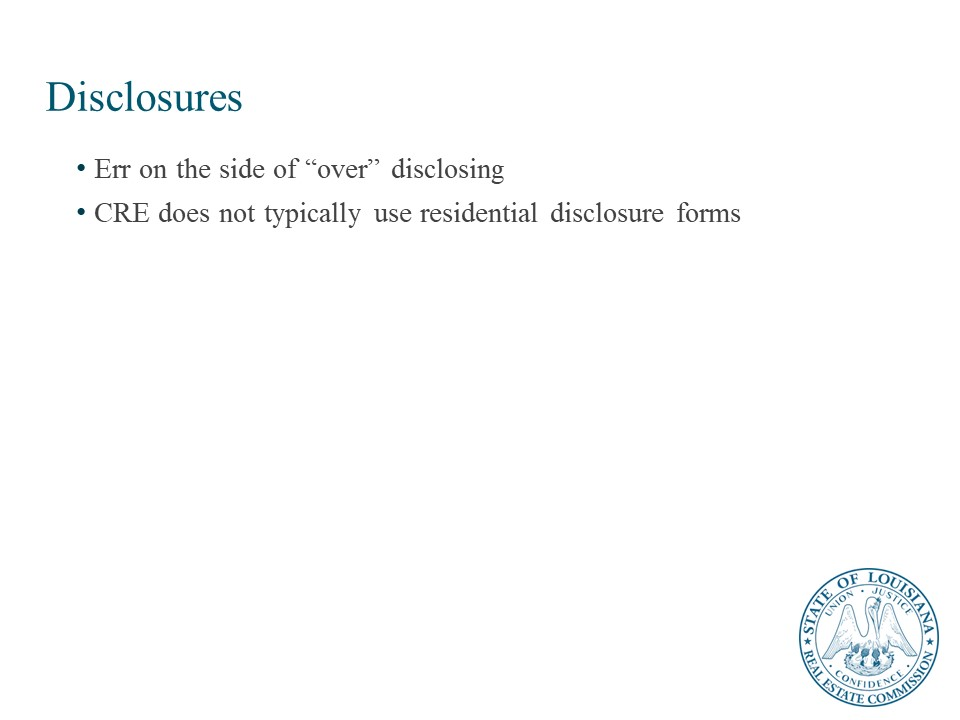 Disclosures
• Err on the side of “over” disclosing
• CRE does not typically use residential disclosure forms
STATE OF LOUISIANA
UNION · JUSTICE
· CONFIDENCE ·
REAL ESTATE COMMISSION